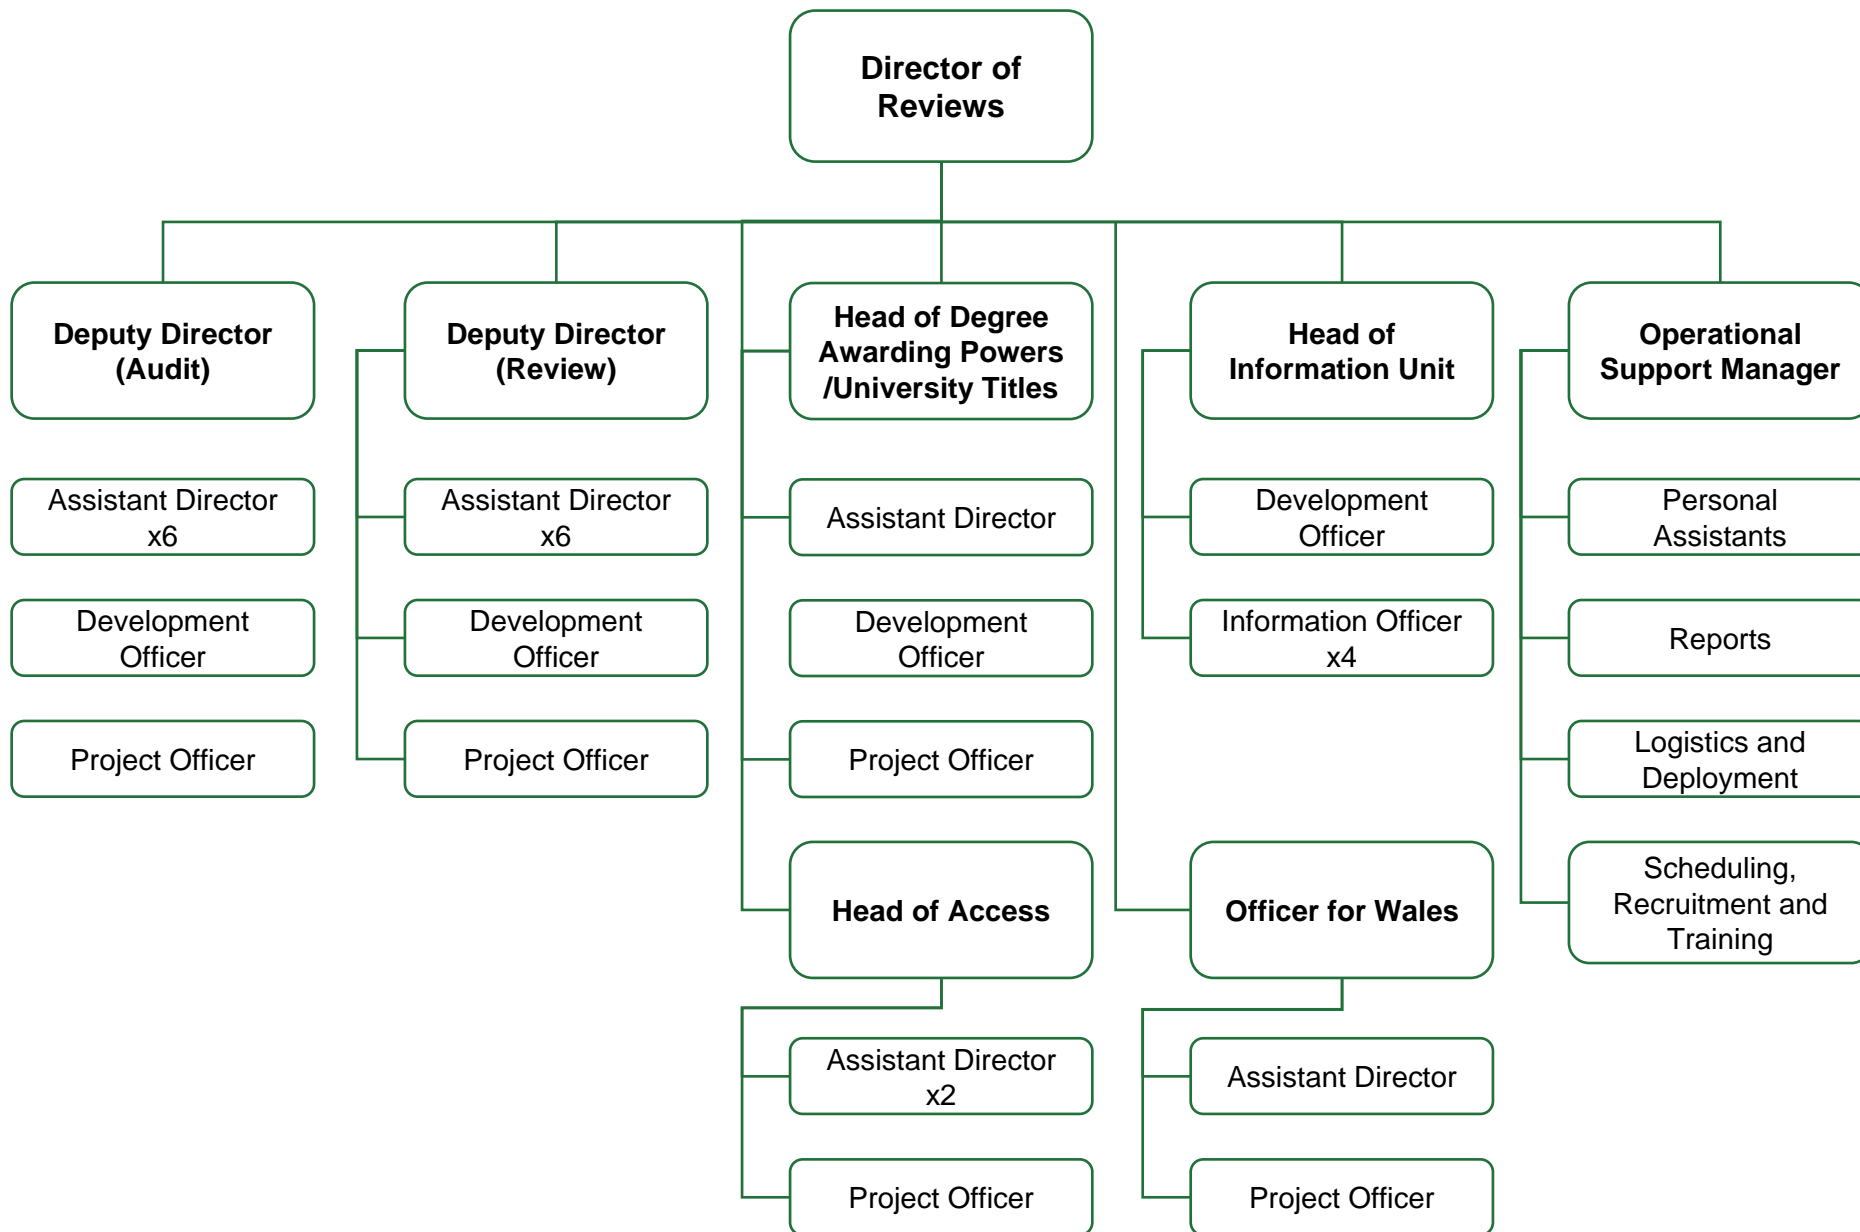 Director of
Reviews
Deputy Director
(Audit)
Deputy Director
(Review)
Head of Degree
Awarding Powers
/University Titles
Head of
Information Unit
Operational
Support Manager
Assistant Director
x6
Assistant Director
x6
Assistant Director
Development
Officer
Personal
Assistants
Development
Officer
Development
Officer
Development
Officer
Information Officer
x4
Reports
Project Officer
Project Officer
Project Officer
Logistics and
Deployment
Head of Access
Officer for Wales
Scheduling,
Recruitment and
Training
Assistant Director
x2
Assistant Director
Project Officer
Project Officer